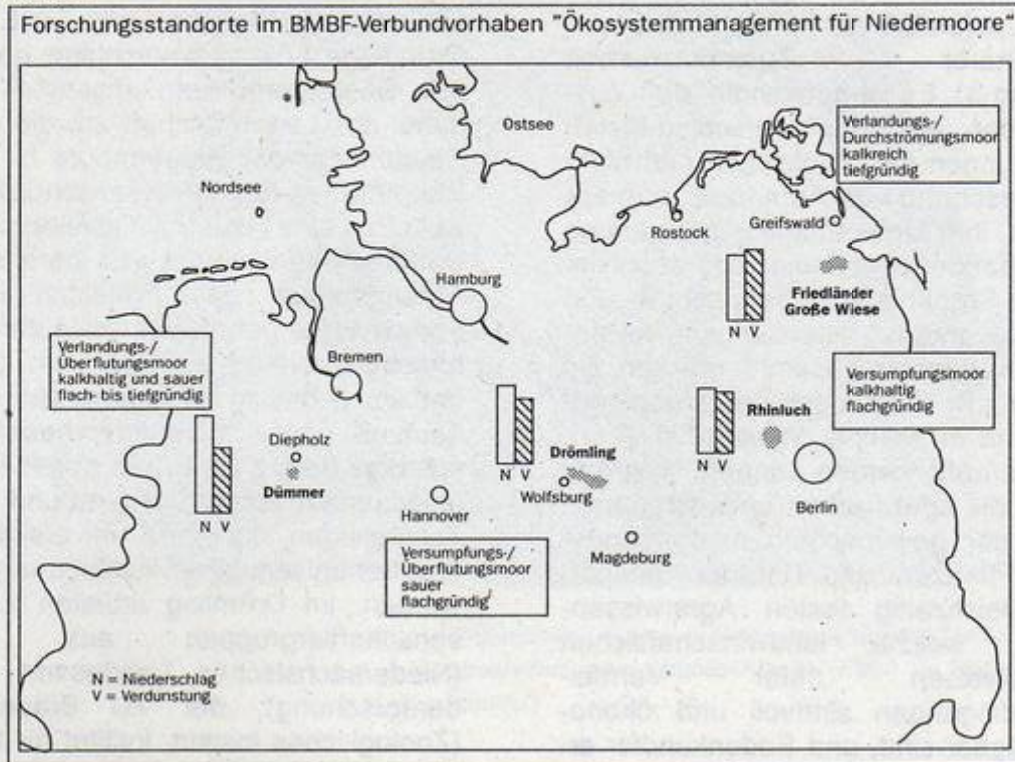 Forschungsstandorte im BMBF-Verbundvorhaben "Ökosystemmanagement für Niedermoore"
Ostsee
Nordsee
Verlandungs-/
Durchströmungsmoor
kalkreich
tiefgründig
Rostock
Greifswald
Hamburg
Friedländer
Große Wiese
N V
Bremen
Verlandungs-/
Überflutungsmoor
kalkhaltig und sauer
flach- bis tiefgründig
Versumpfungsmoor
kalkhaltig
flachgründig
Rhinluch
Diepholz
Drömling
Dümmer
N V
N V
N V
Wolfsburg
Hannover
Berlin
Magdeburg
Versumpfungs-/
Überflutungsmoor
sauer
flachgründig
N = Niederschlag
V = Verdunstung